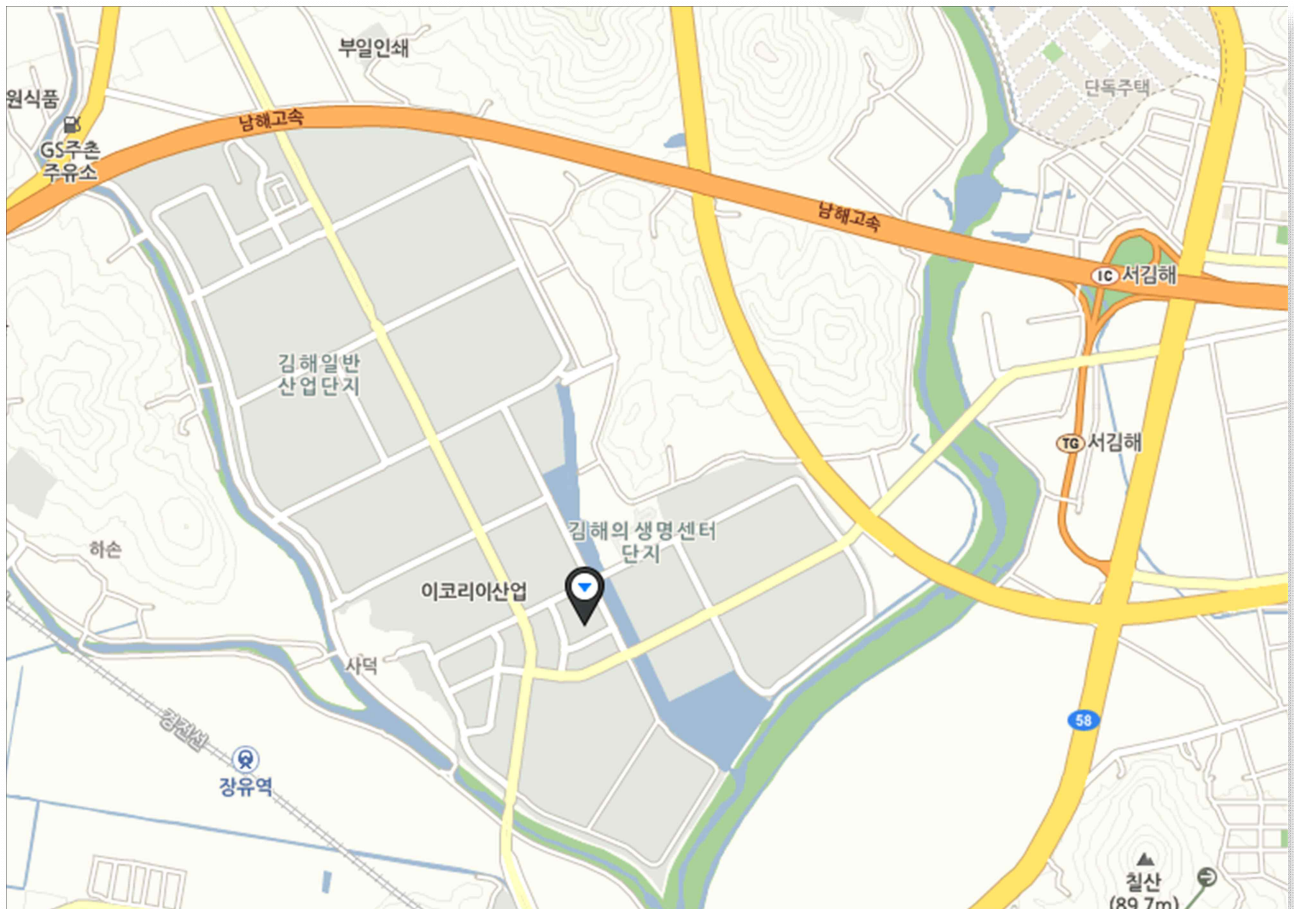 부일인쇄
원식품
단독주택
남해고속
GS주촌
주유소
남해고속
IC 서김해
김해일반
산업단지
TG 서김해
김해의생명센터
단지
하손
이코리아산업
사덕
58
경전선
장유역
칠산
(89.7m)